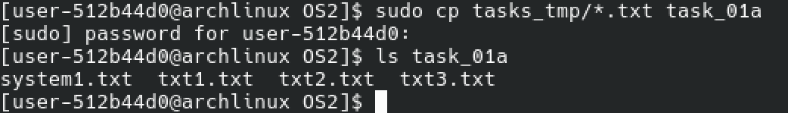 [user-512b44d0@archlinux OS2]$ sudo cp tasks_tmp/*.txt task_01a
[sudo] password for user-512b44d0:
[user-512b44d0@archlinux OS2]$ ls task_01a
system1.txt  txt1.txt  txt2.txt  txt3.txt
[user-512b44d0@archlinux OS2]$